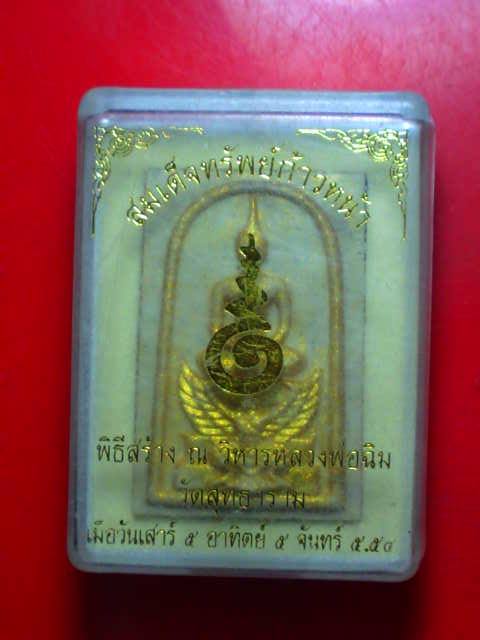 สมเด็จทรัพย์ก้าวหน้า
พิธีสร้าง ณ วิหารหลวงพ่อฉิม
วัดสุทธาราม
เมื่อวันเสาร์ ๕ อาทิตย์ ๕ จันทร์ ๕.๕๔